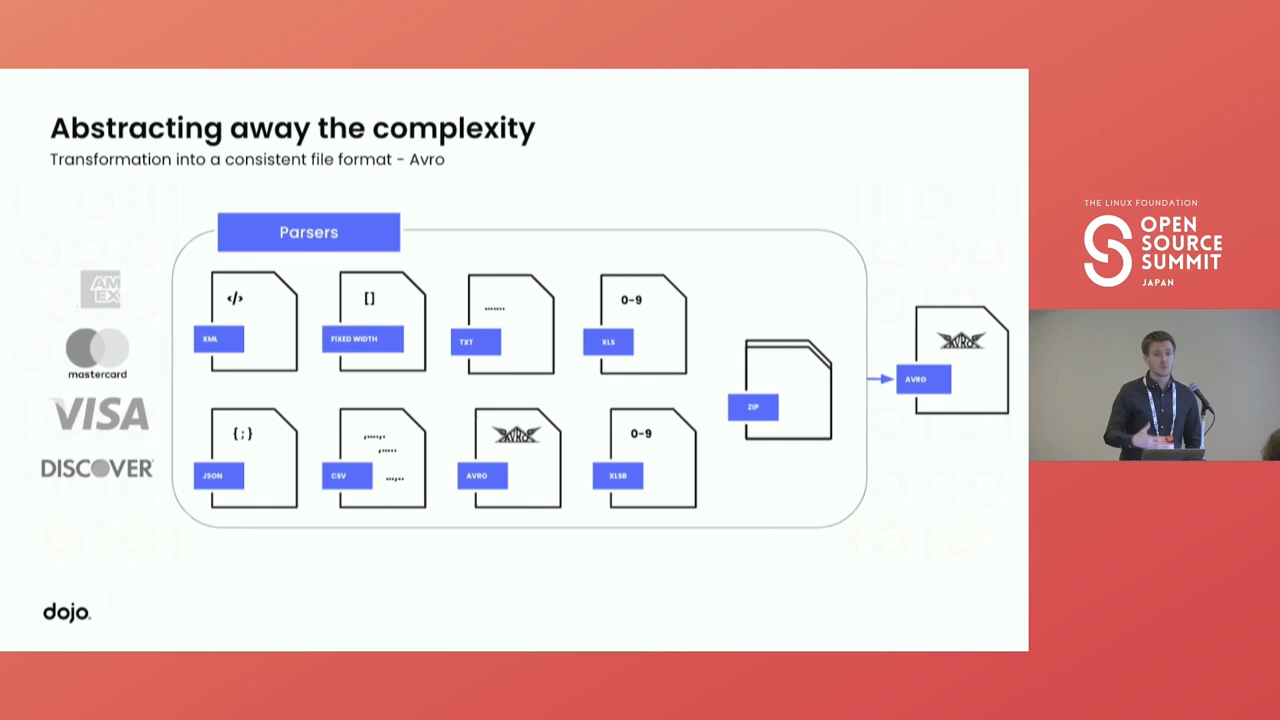 Abstracting away the complexity
Transformation into a consistent file format - Avro
Parsers
AM
EX
mastercard
VISA
DISCOVER
</>
XML
[]
FIXED WIDTH
.......
TXT
0-9
XLS
{;}
JSON
,....,.
,.....
...,..
CSV
AVRO
AVRO
0-9
XLSB
ZIP
AVRO
AVRO
dojo.
THE LINUX FOUNDATION
OPEN
SOURCE
SUMMIT
JAPAN